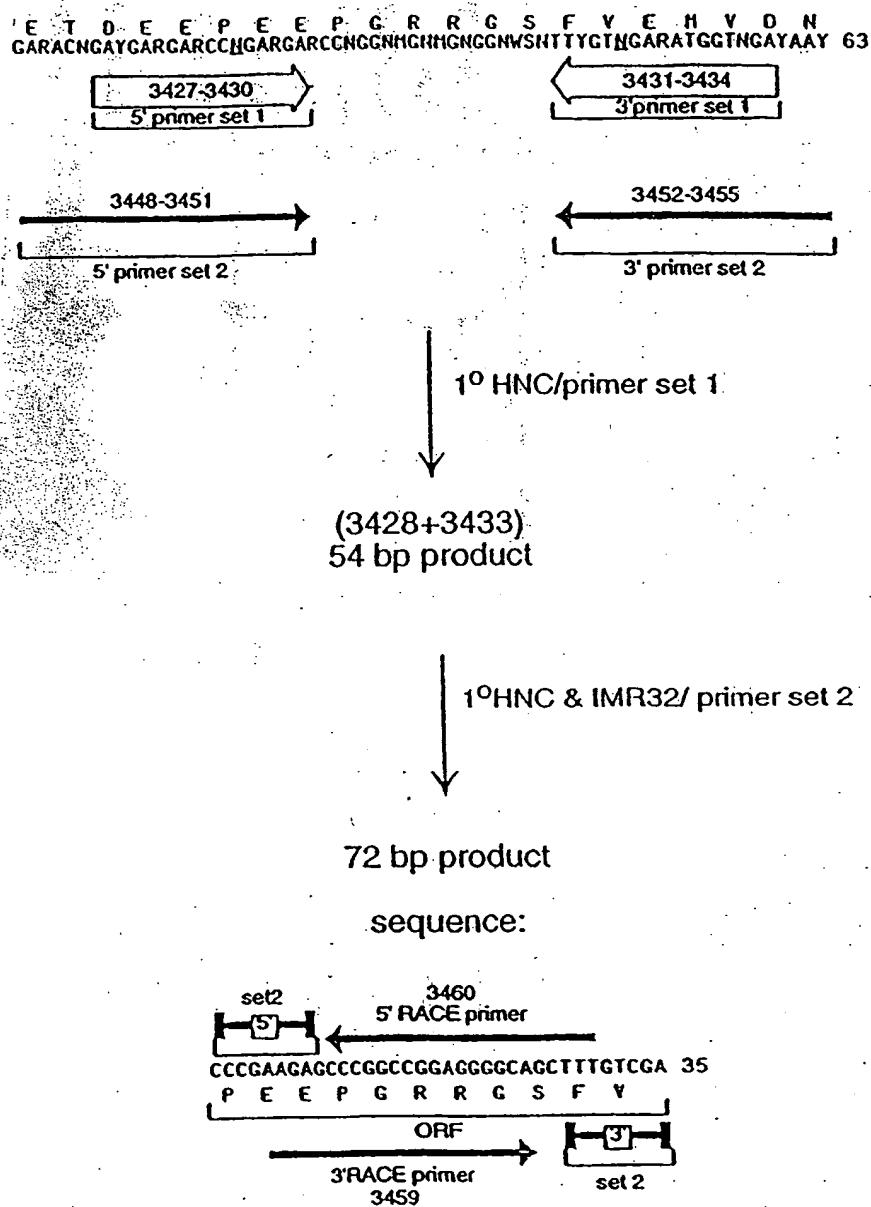 E T D E E P E E P G R R G S F V E M V D N
GARACNGAYGARGARCCNGARGARCCNGGNMGNMGNGGNWSNTTYGTNGARATGGTNGAYAAY 63
3427-3430
5' primer set 1
3431-3434
3'primer set 1
3448-3451
5' primer set 2
3452-3455
3' primer set 2
1º HNC/primer set 1
(3428+3433)
54 bp product
1ºHNC & IMR32/ primer set 2
72 bp product
sequence:
set2
5'
3460
5' RACE primer
CCCGAAGAGCCCGGCCGGAGGGGCAGCTTTGTCGA 35
P E E P G R R G S F V
ORF
3'
3'RACE primer
3459
set 2